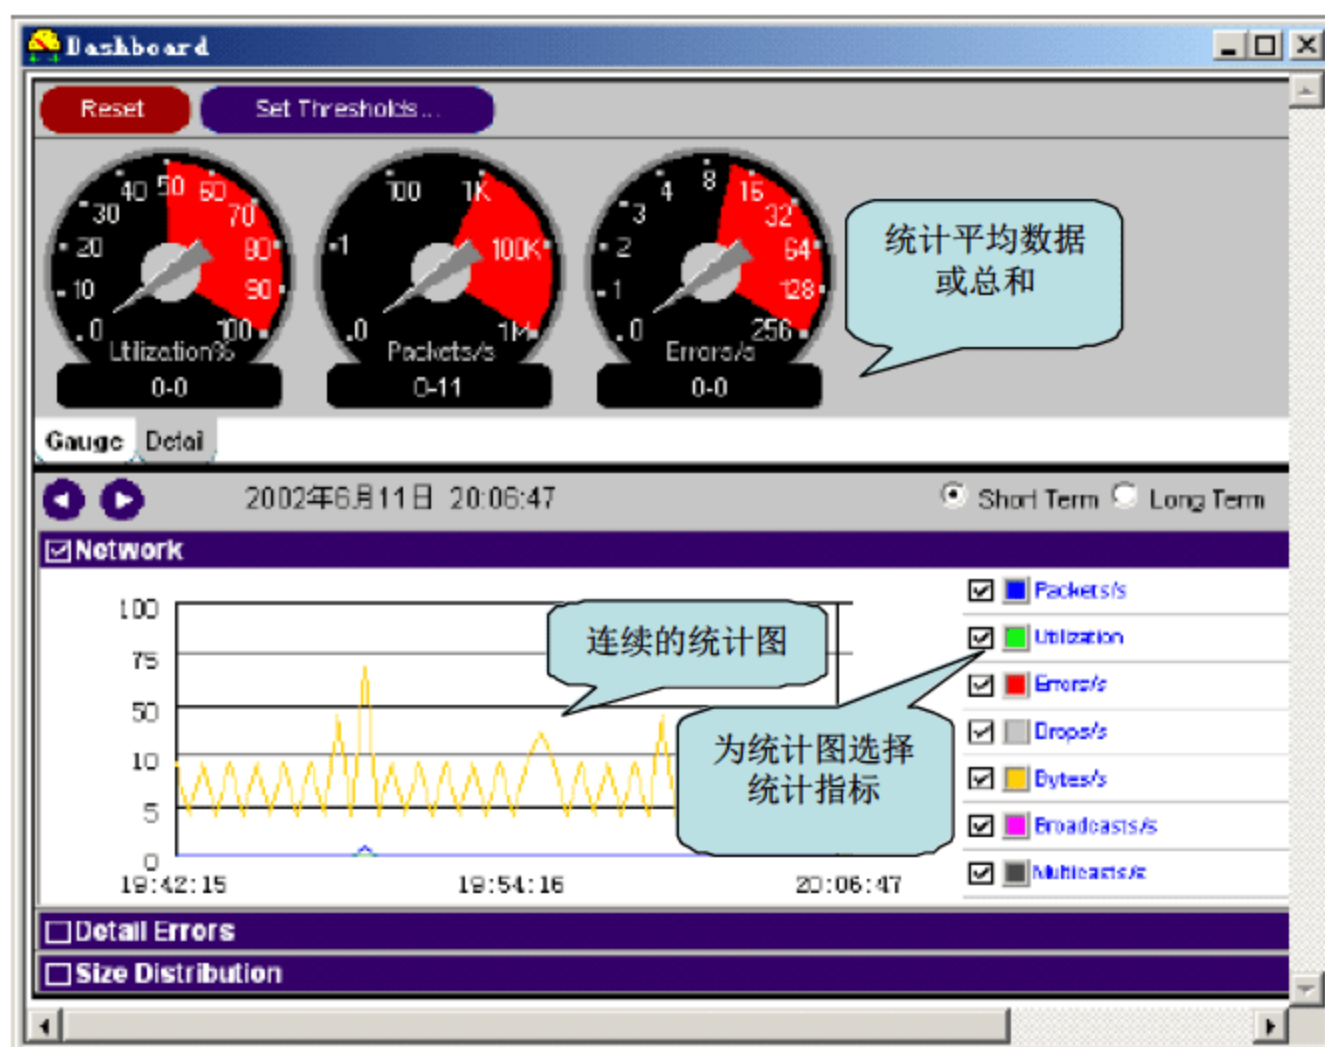 Dashboard
Reset
Set Thresholds...
0 10 20 30 40 50 60 70 80 90 100
Utilization%
0-0
0 1 100 1K 100K 1M
Packets/s
0-11
0 1 2 3 4 8 16 32 64 128 256
Errors/s
0-0
统计平均数据
或总和
Gauge
Detail
2002年6月11日 20:06:47
Short Term
Long Term
Network
100
75
50
10
5
0
19:42:15
19:54:16
20:06:47
连续的统计图
为统计图选择
统计指标
Packets/s
Utilization
Errors/s
Drops/s
Bytes/s
Broadcasts/s
Multicasts/s
Detail Errors
Size Distribution